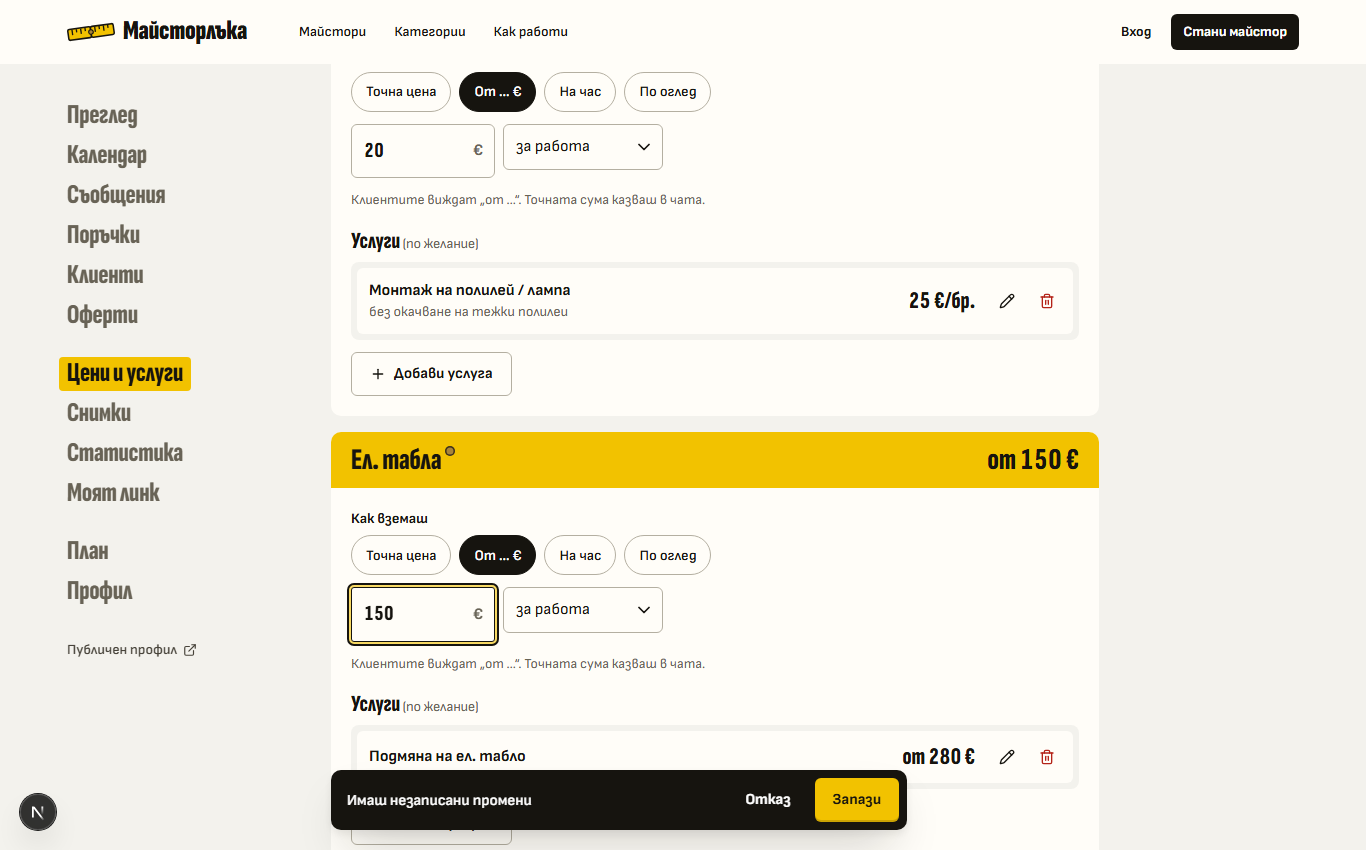 Майсторлъка
Майстори
Категории
Как работи
Вход
Стани майстор
Преглед
Календар
Съобщения
Поръчки
Клиенти
Оферти
Цени и услуги
Снимки
Статистика
Моят линк
План
Профил
Публичен профил
Точна цена
От ... €
На час
По оглед
20 €
за работа
Клиентите виждат „от ...“. Точната сума казваш в чата.
Услуги (по желание)
Монтаж на полилей / лампа
без окачване на тежки полилеи
25 €/бр.
+ Добави услуга
Ел. табла
от 150 €
Как вземаш
Точна цена
От ... €
На час
По оглед
150 €
за работа
Клиентите виждат „от ...“. Точната сума казваш в чата.
Услуги (по желание)
Подмяна на ел. табло
от 280 €
Имаш незаписани промени
Отказ
Запази
N